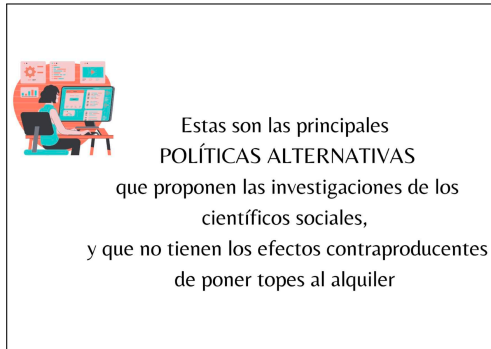 Estas son las principales
POLÍTICAS ALTERNATIVAS
que proponen las investigaciones de los
científicos sociales,
y que no tienen los efectos contraproducentes
de poner topes al alquiler